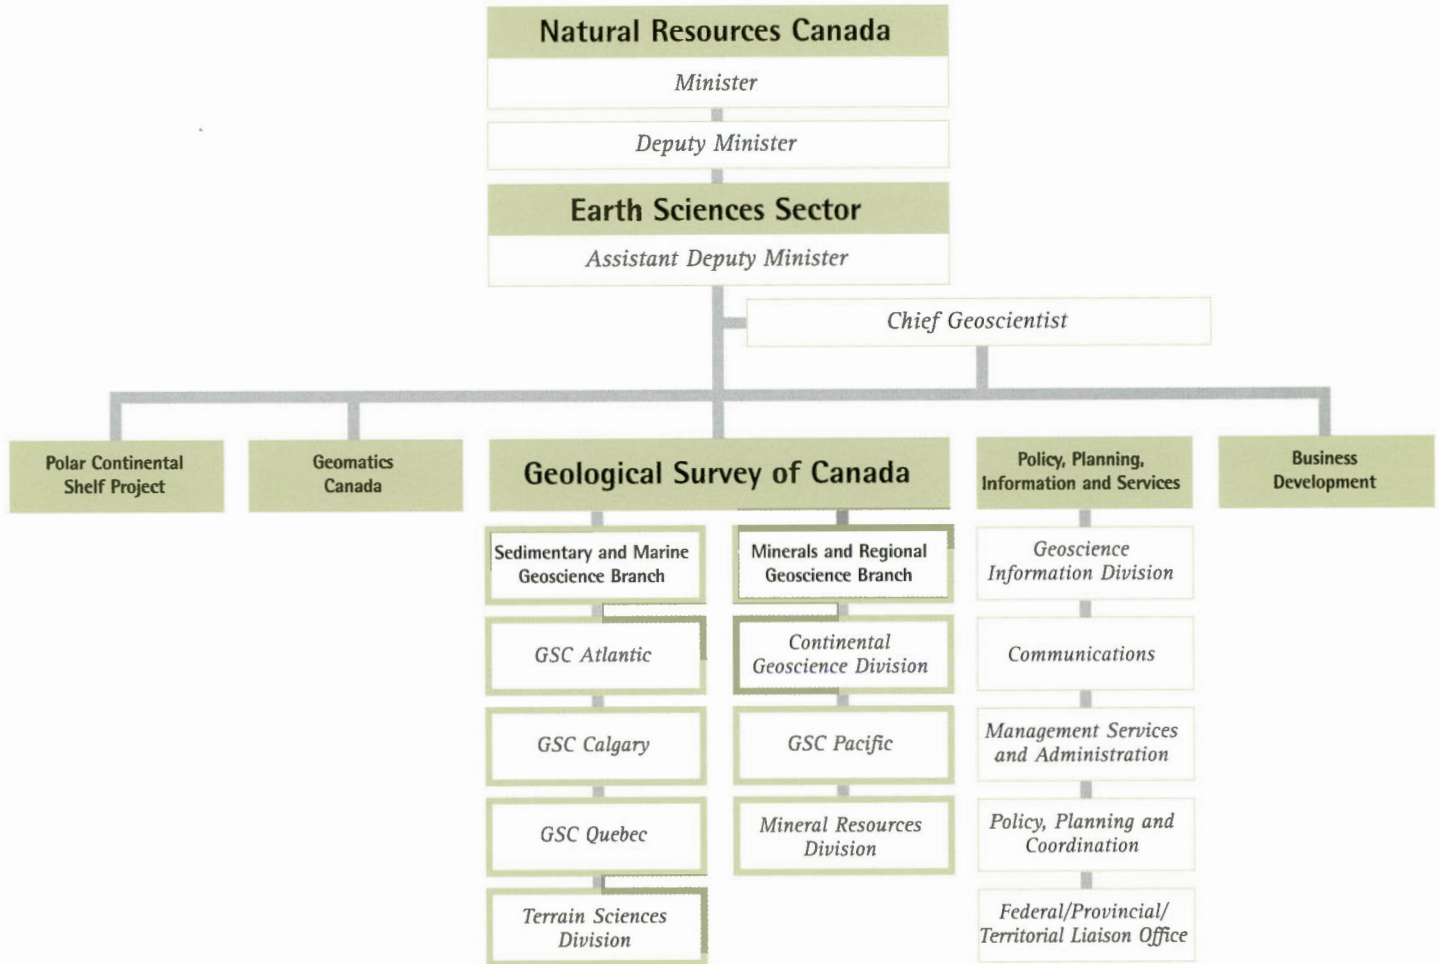 Natural Resources Canada
Minister
Deputy Minister
Earth Sciences Sector
Assistant Deputy Minister
Chief Geoscientist
Polar Continental
Shelf Project
Geomatics
Canada
Geological Survey of Canada
Policy, Planning,
Information and Services
Business
Development
Sedimentary and Marine
Geoscience Branch
GSC Atlantic
GSC Calgary
GSC Quebec
Terrain Sciences
Division
Minerals and Regional
Geoscience Branch
Continental
Geoscience Division
GSC Pacific
Mineral Resources
Division
Geoscience
Information Division
Communications
Management Services
and Administration
Policy, Planning and
Coordination
Federal/Provincial/
Territorial Liaison Office